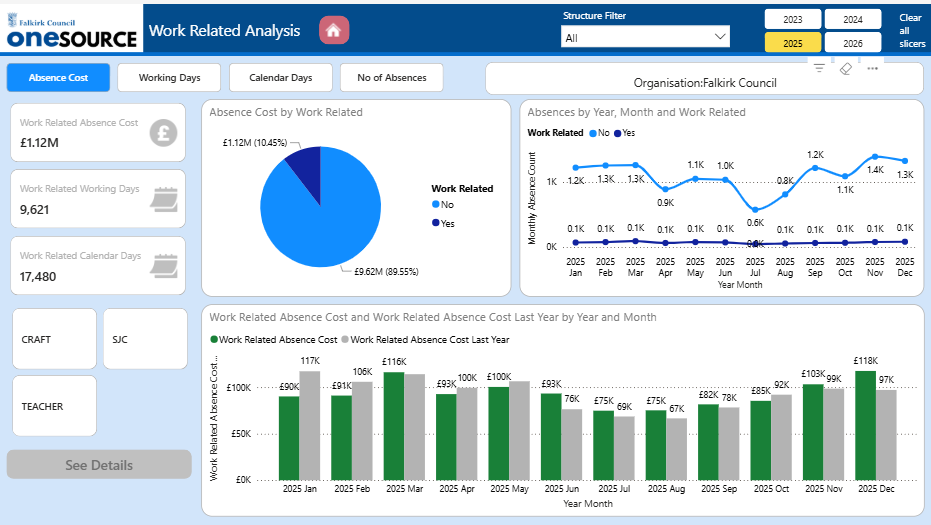 Falkirk Council
oneSOURCE
Work Related Analysis
Structure Filter
All
2023
2024
2025
2026
Clear
all
slicers
Absence Cost
Working Days
Calendar Days
No of Absences
Organisation:Falkirk Council
Work Related Absence Cost
£1.12M
£
Work Related Working Days
9,621
Work Related Calendar Days
17,480
CRAFT
SJC
TEACHER
See Details
Absence Cost by Work Related
£1.12M (10.45%)
£9.62M (89.55%)
Work Related
No
Yes
Absences by Year, Month and Work Related
Work Related No Yes
Monthly Absence Count
1K
0K
1.2K 1.3K 1.3K 0.9K 1.1K 1.0K 0.6K 0.8K 1.2K 1.1K 1.4K 1.3K
0.1K 0.1K 0.1K 0.1K 0.1K 0.1K 0.1K 0.1K 0.1K 0.1K 0.1K
2025 2025 2025 2025 2025 2025 2025 2025 2025 2025 2025 2025
Jan Feb Mar Apr May Jun Jul Aug Sep Oct Nov Dec
Year Month
Work Related Absence Cost and Work Related Absence Cost Last Year by Year and Month
Work Related Absence Cost Work Related Absence Cost Last Year
Work Related Absence Cost...
£100K
£50K
£0K
£90K 117K £91K 106K £116K £93K 100K £100K £93K 76K £75K 69K £75K 67K £82K 78K £85K 92K £103K 99K £118K 97K
2025 Jan 2025 Feb 2025 Mar 2025 Apr 2025 May 2025 Jun 2025 Jul 2025 Aug 2025 Sep 2025 Oct 2025 Nov 2025 Dec
Year Month